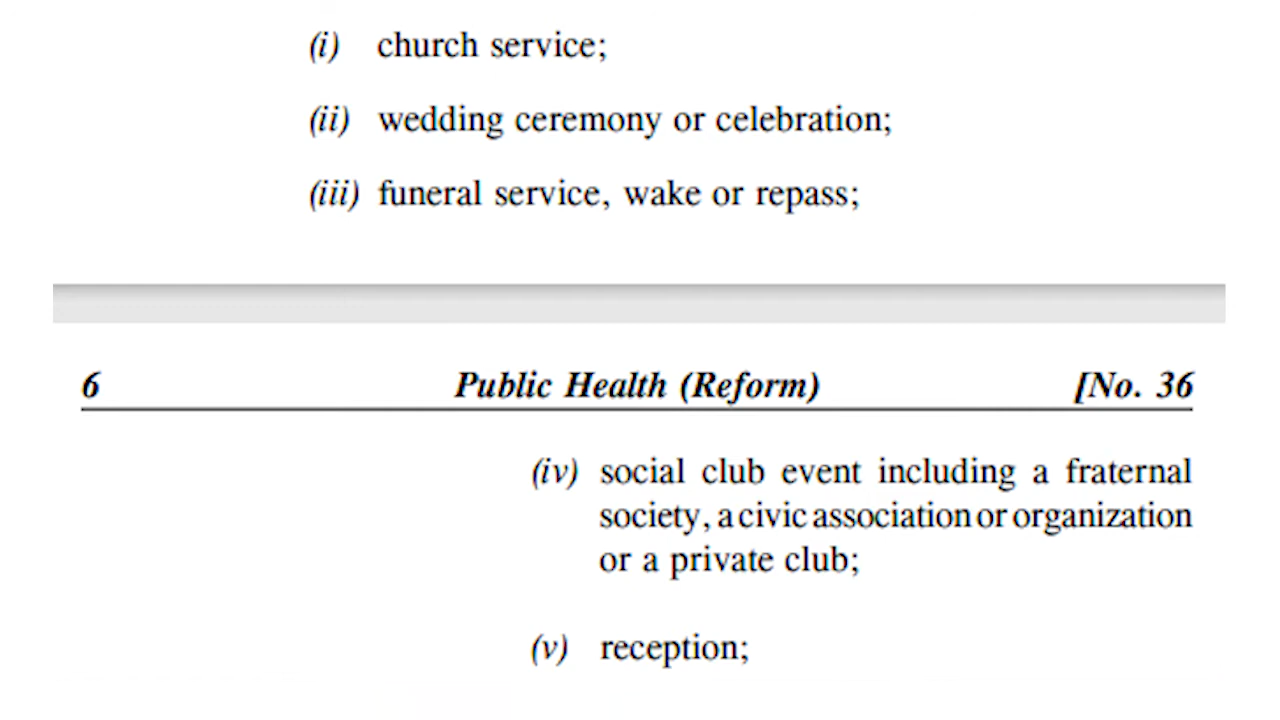 (i) church service;
(ii) wedding ceremony or celebration;
(iii) funeral service, wake or repass;
6 Public Health (Reform) [No. 36
(iv) social club event including a fraternal
society, a civic association or organization
or a private club;
(v) reception;